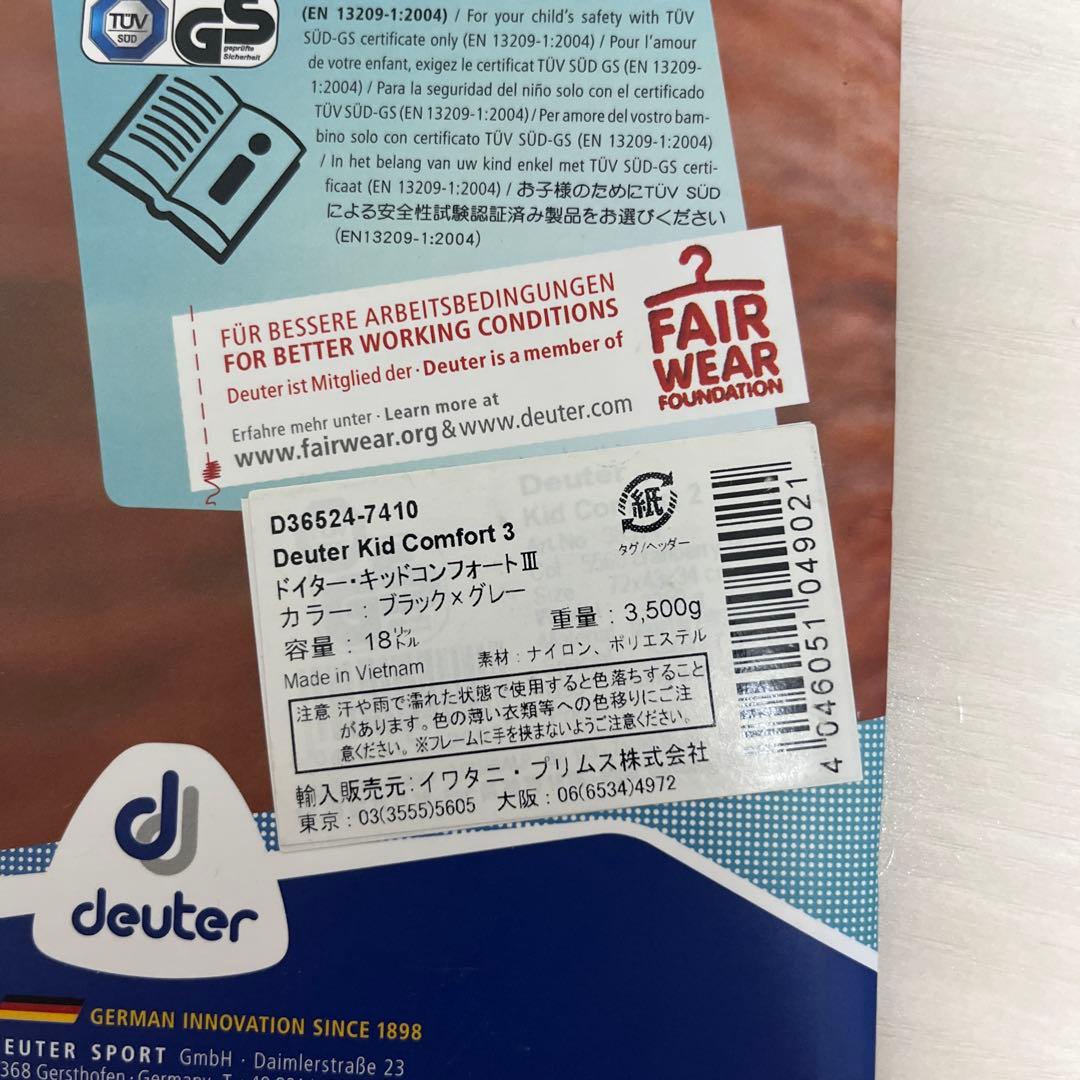 TÜV
SÜD
GS
geprüfte
Sicherheit
(EN 13209-1:2004) / For your child's safety with TÜV
SÜD-GS certificate only (EN 13209-1:2004) / Pour l'amour
de votre enfant, exigez le certificat TÜV SÜD GS (EN 13209-
1:2004) / Para la seguridad del niño solo con el certificado
TÜV SÜD-GS (EN 13209-1:2004) / Per amore del vostro bam-
bino solo con certificato TÜV SÜD-GS (EN 13209-1:2004)
/ In het belang van uw kind enkel met TÜV SÜD-GS certi-
ficaat (EN 13209-1:2004) / お子様のためにTÜV SÜD
による安全性試験認証済み製品をお選びください
(EN13209-1:2004)
FÜR BESSERE ARBEITSBEDINGUNGEN
FOR BETTER WORKING CONDITIONS
Deuter ist Mitglied der · Deuter is a member of
Erfahre mehr unter · Learn more at
www.fairwear.org & www.deuter.com
FAIR
WEAR
FOUNDATION
D36524-7410
Deuter Kid Comfort 3
ドイター・キッドコンフォートⅢ
カラー : ブラック×グレー
容量 : 18㍑ 重量 : 3,500g
Made in Vietnam 素材 : ナイロン、ポリエステル
注意 汗や雨で濡れた状態で使用すると色落ちすること
があります。色の薄い衣類等への色移りにご注
意ください。※フレームに手を挟まないようご注意ください。
輸入販売元: イワタニ・プリムス株式会社
東京 : 03(3555)5605 大阪 : 06(6534)4972
紙
タグ/ヘッダー
4 046051 049021
deuter
GERMAN INNOVATION SINCE 1898
EUTER SPORT GmbH · Daimlerstraße 23
368 Gersthofen · Germany